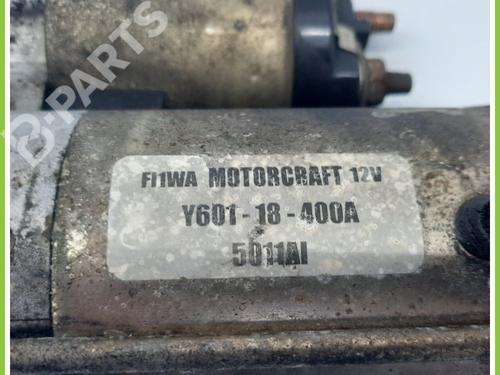 B-PARTS
FI1WA MOTORCRAFT 12V
Y601-18-400A
5011AI